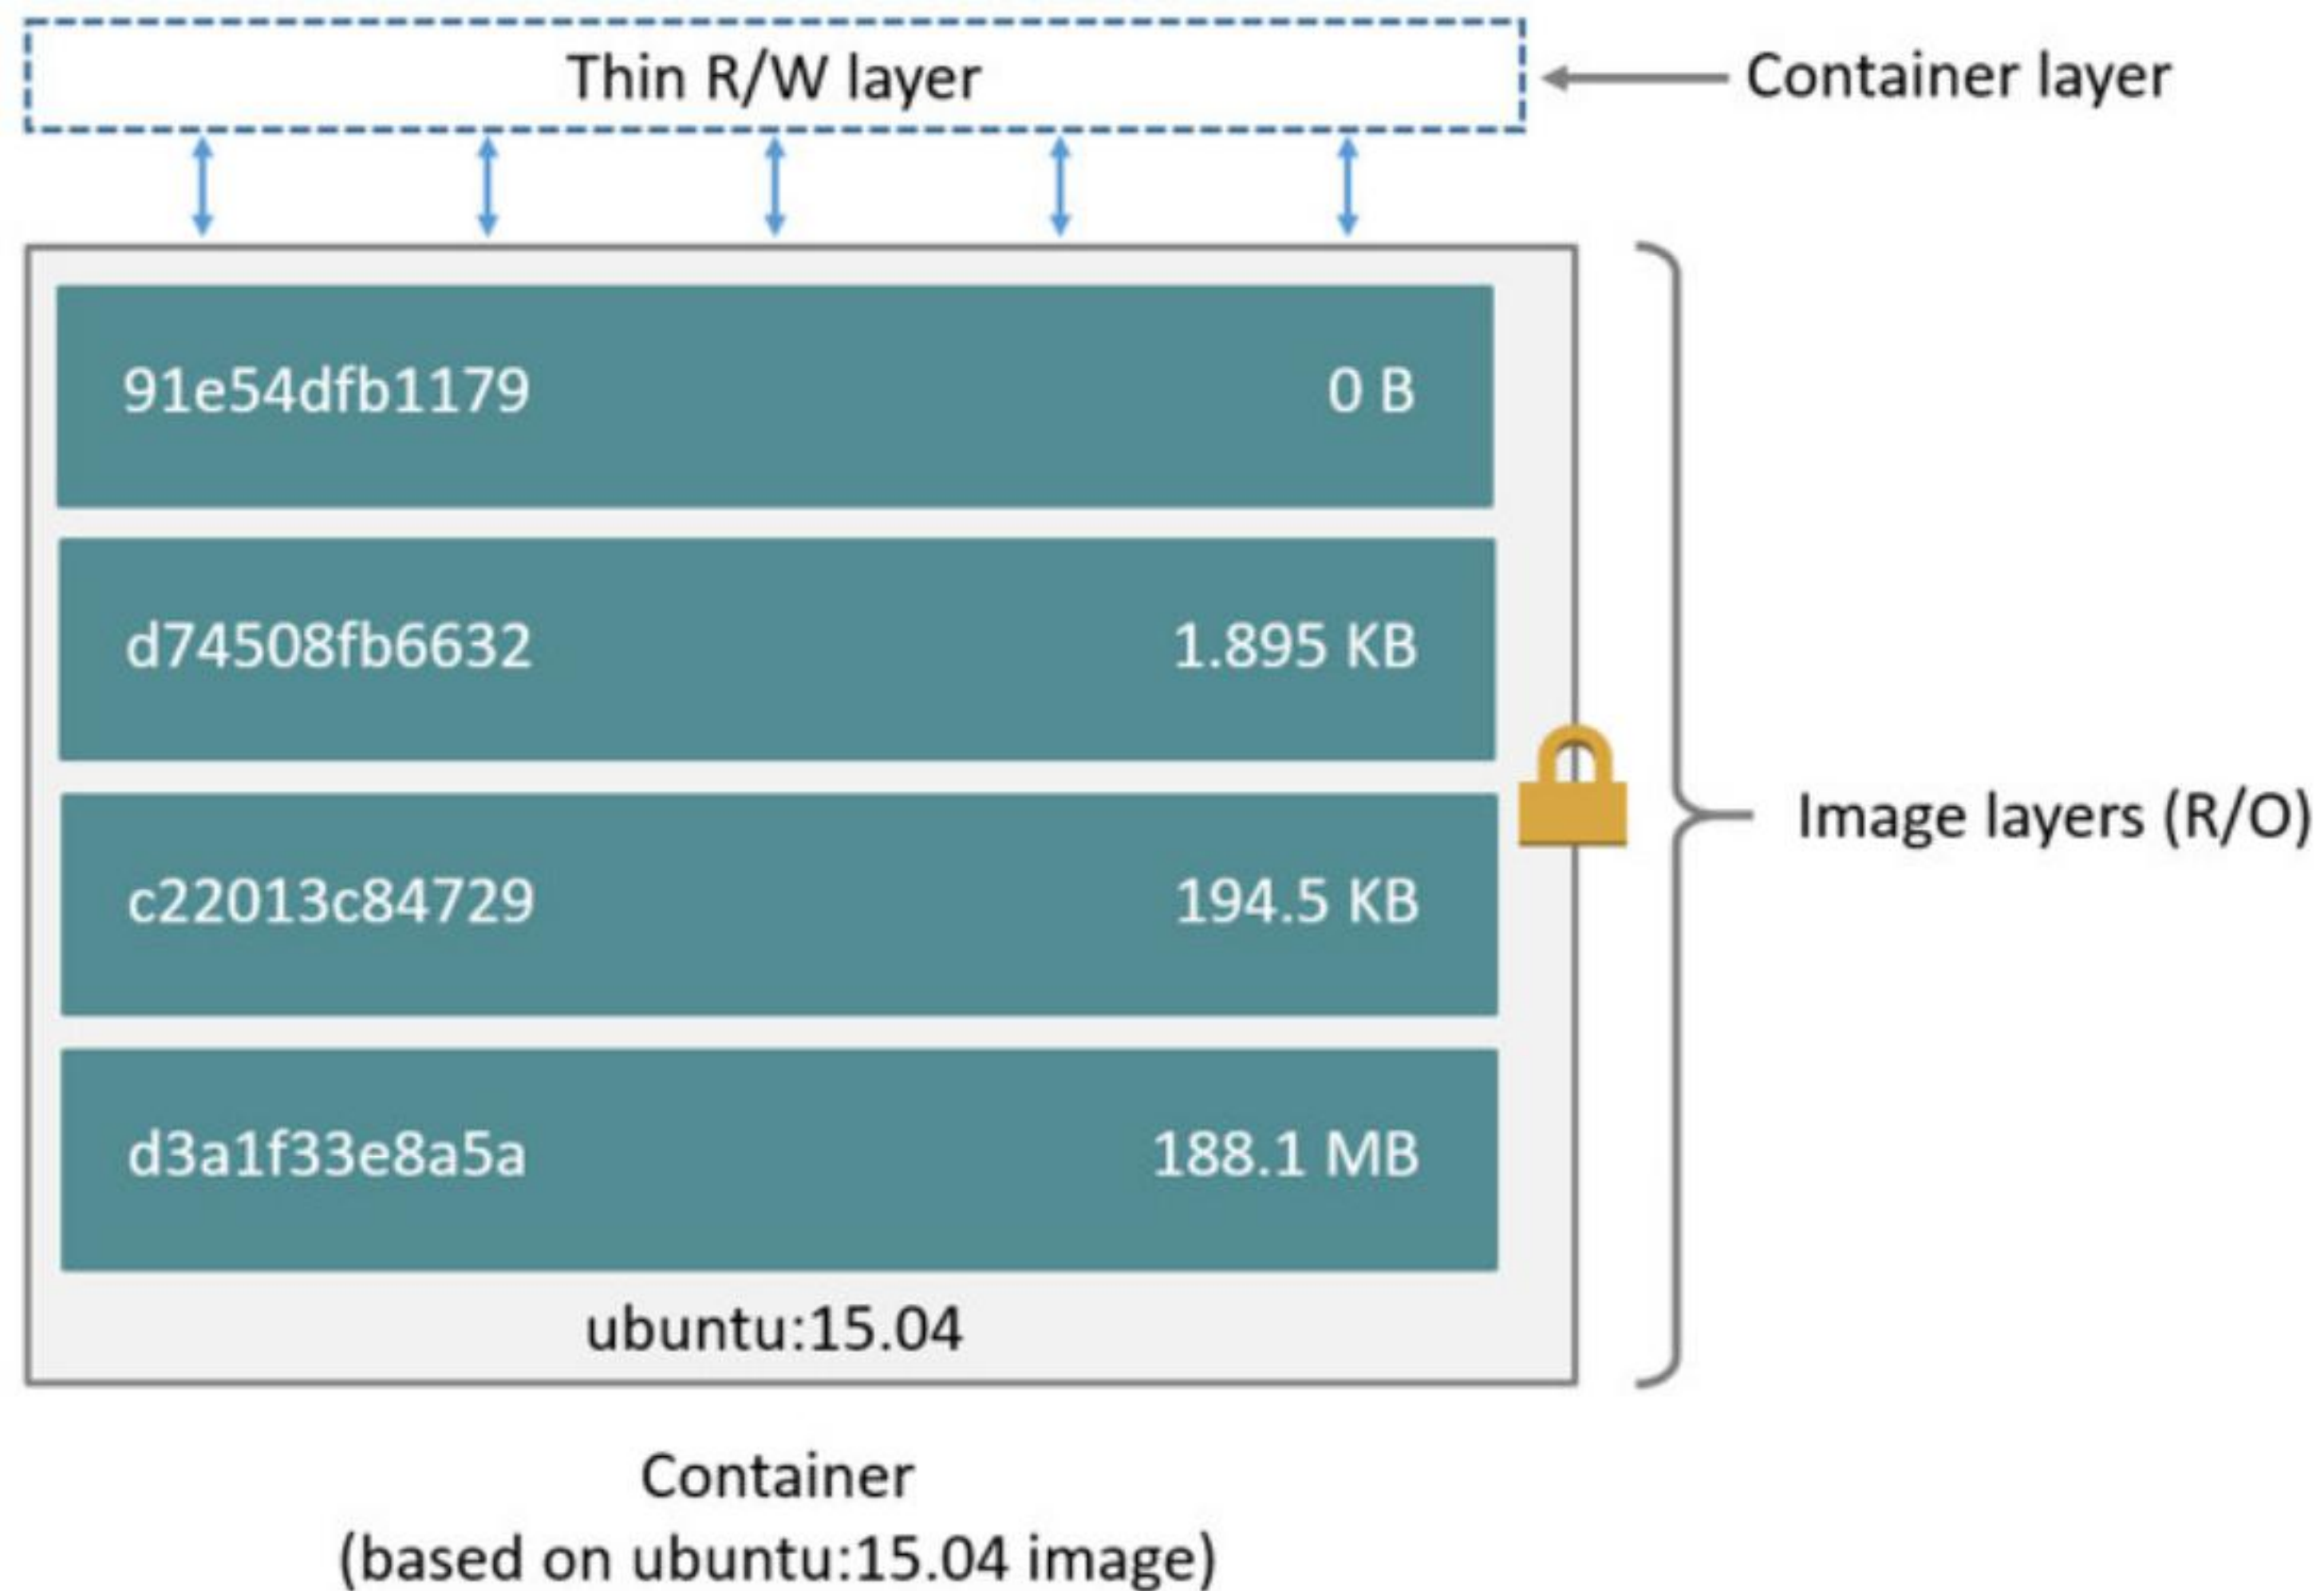 Thin R/W layer
Container layer
91e54dfb1179
0 B
d74508fb6632
1.895 KB
c22013c84729
194.5 KB
d3a1f33e8a5a
188.1 MB
Image layers (R/O)
ubuntu:15.04
Container
(based on ubuntu:15.04 image)